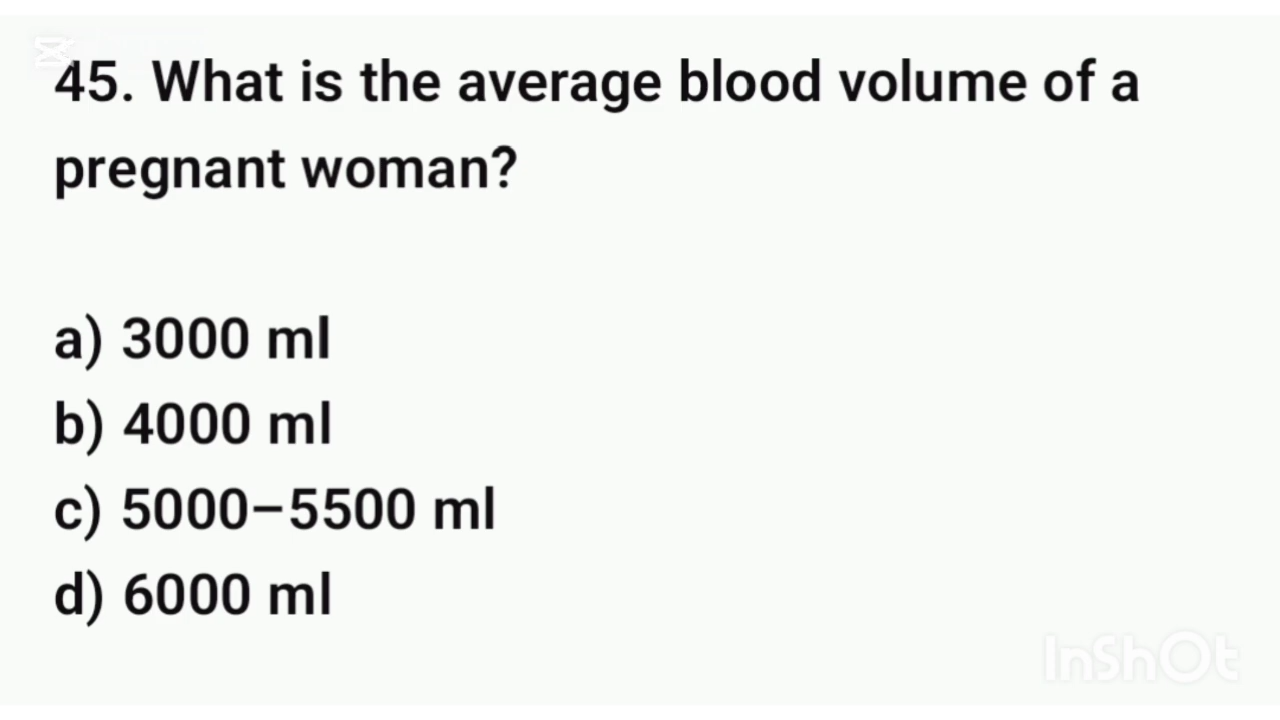 45. What is the average blood volume of a
pregnant woman?
a) 3000 ml
b) 4000 ml
c) 5000–5500 ml
d) 6000 ml
InShOt